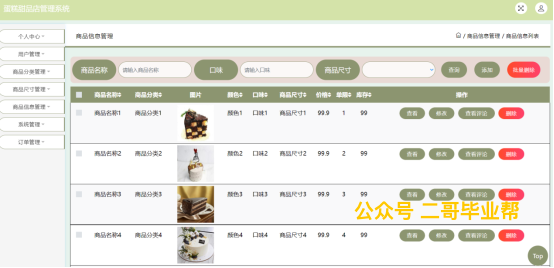 蛋糕甜品店管理系统
个人中心
用户管理
商品分类管理
商品尺寸管理
商品信息管理
系统管理
订单管理
商品信息管理
/ 商品信息管理 / 商品信息列表
商品名称 请输入商品名称 口味 请输入口味 商品尺寸 查询 添加 批量删除
商品名称 商品分类 图片 颜色 口味 商品尺寸 价格 单限 库存 操作
商品名称1 商品分类1 颜色1 口味1 商品尺寸1 99.9 1 99 查看 修改 查看评论 删除
商品名称2 商品分类2 颜色2 口味2 商品尺寸2 99.9 2 99 查看 修改 查看评论 删除
商品名称3 商品分类3 颜色3 口味3 商品尺寸3 99.9 3 99 查看 修改 查看评论 删除
公众号 二哥毕业帮
商品名称4 商品分类4 颜色4 口味4 商品尺寸4 99.9 4 99 查看 修改 查看评论 删除
Top